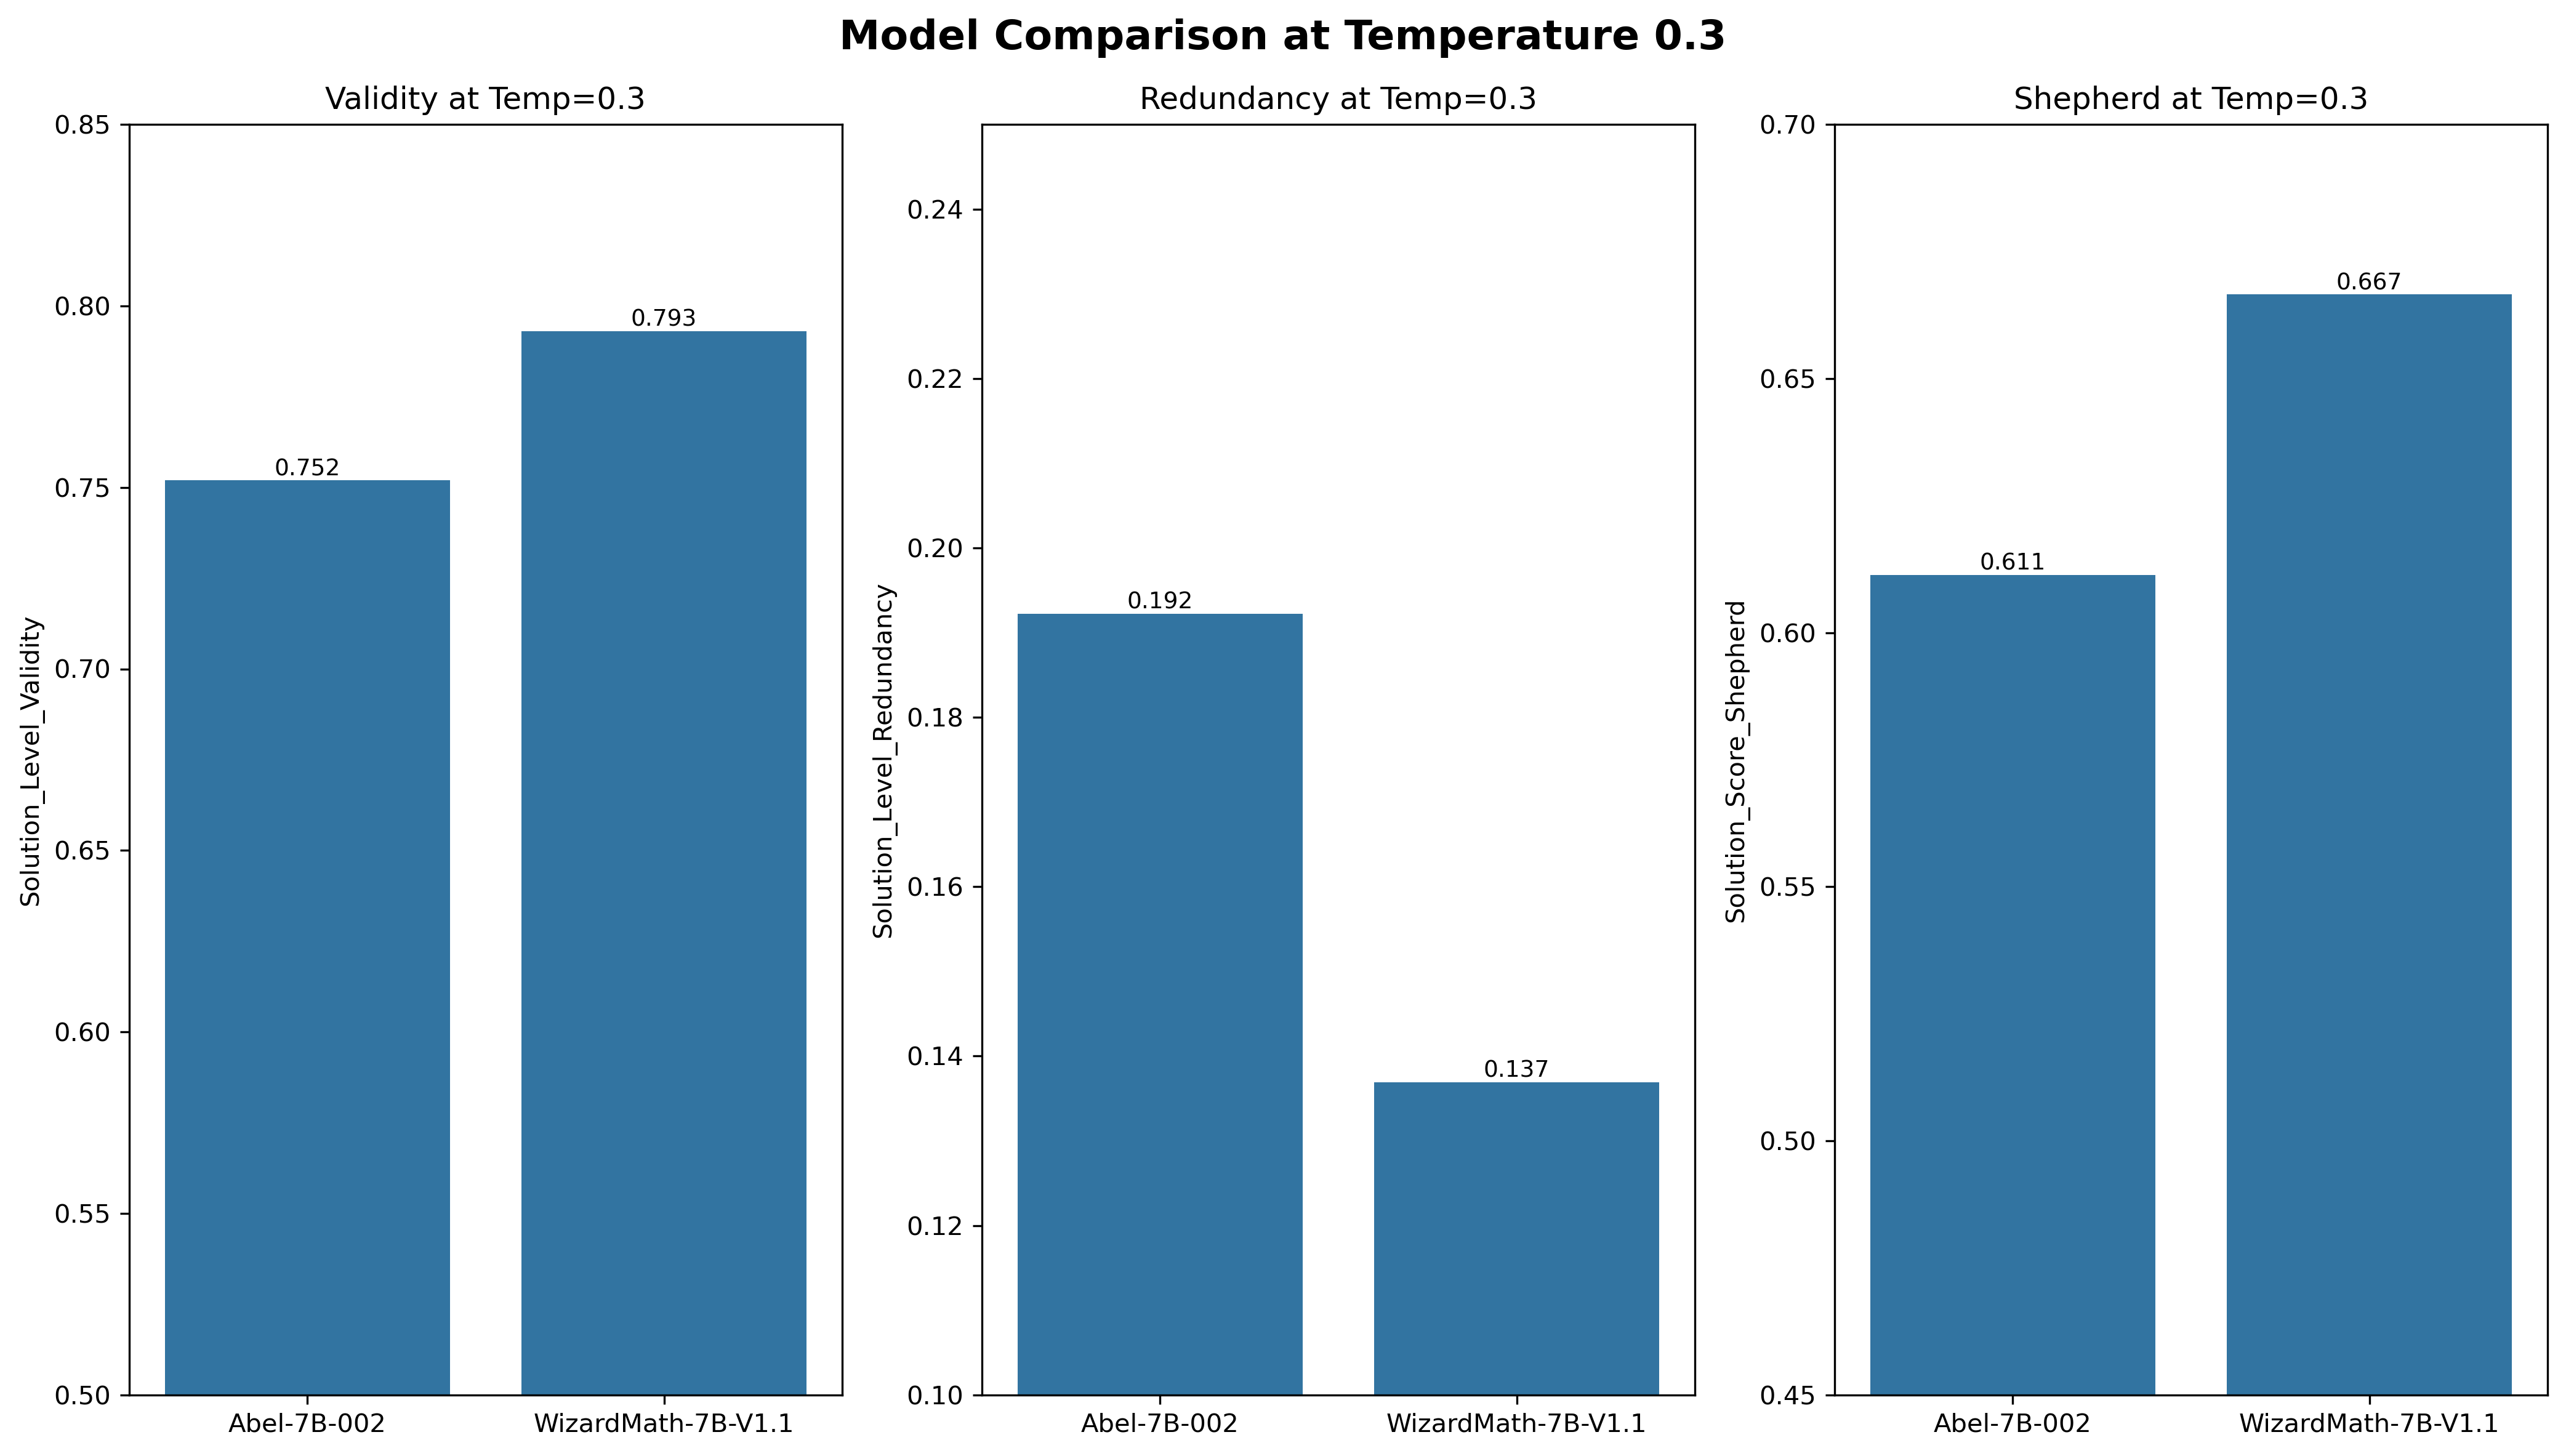 Model Comparison at Temperature 0.3
Validity at Temp=0.3
Solution_Level_Validity
0.85
0.80
0.75
0.70
0.65
0.60
0.55
0.50
0.752
0.793
Abel-7B-002
WizardMath-7B-V1.1
Redundancy at Temp=0.3
Solution_Level_Redundancy
0.24
0.22
0.20
0.18
0.16
0.14
0.12
0.10
0.192
0.137
Abel-7B-002
WizardMath-7B-V1.1
Shepherd at Temp=0.3
Solution_Score_Shepherd
0.70
0.65
0.60
0.55
0.50
0.45
0.611
0.667
Abel-7B-002
WizardMath-7B-V1.1